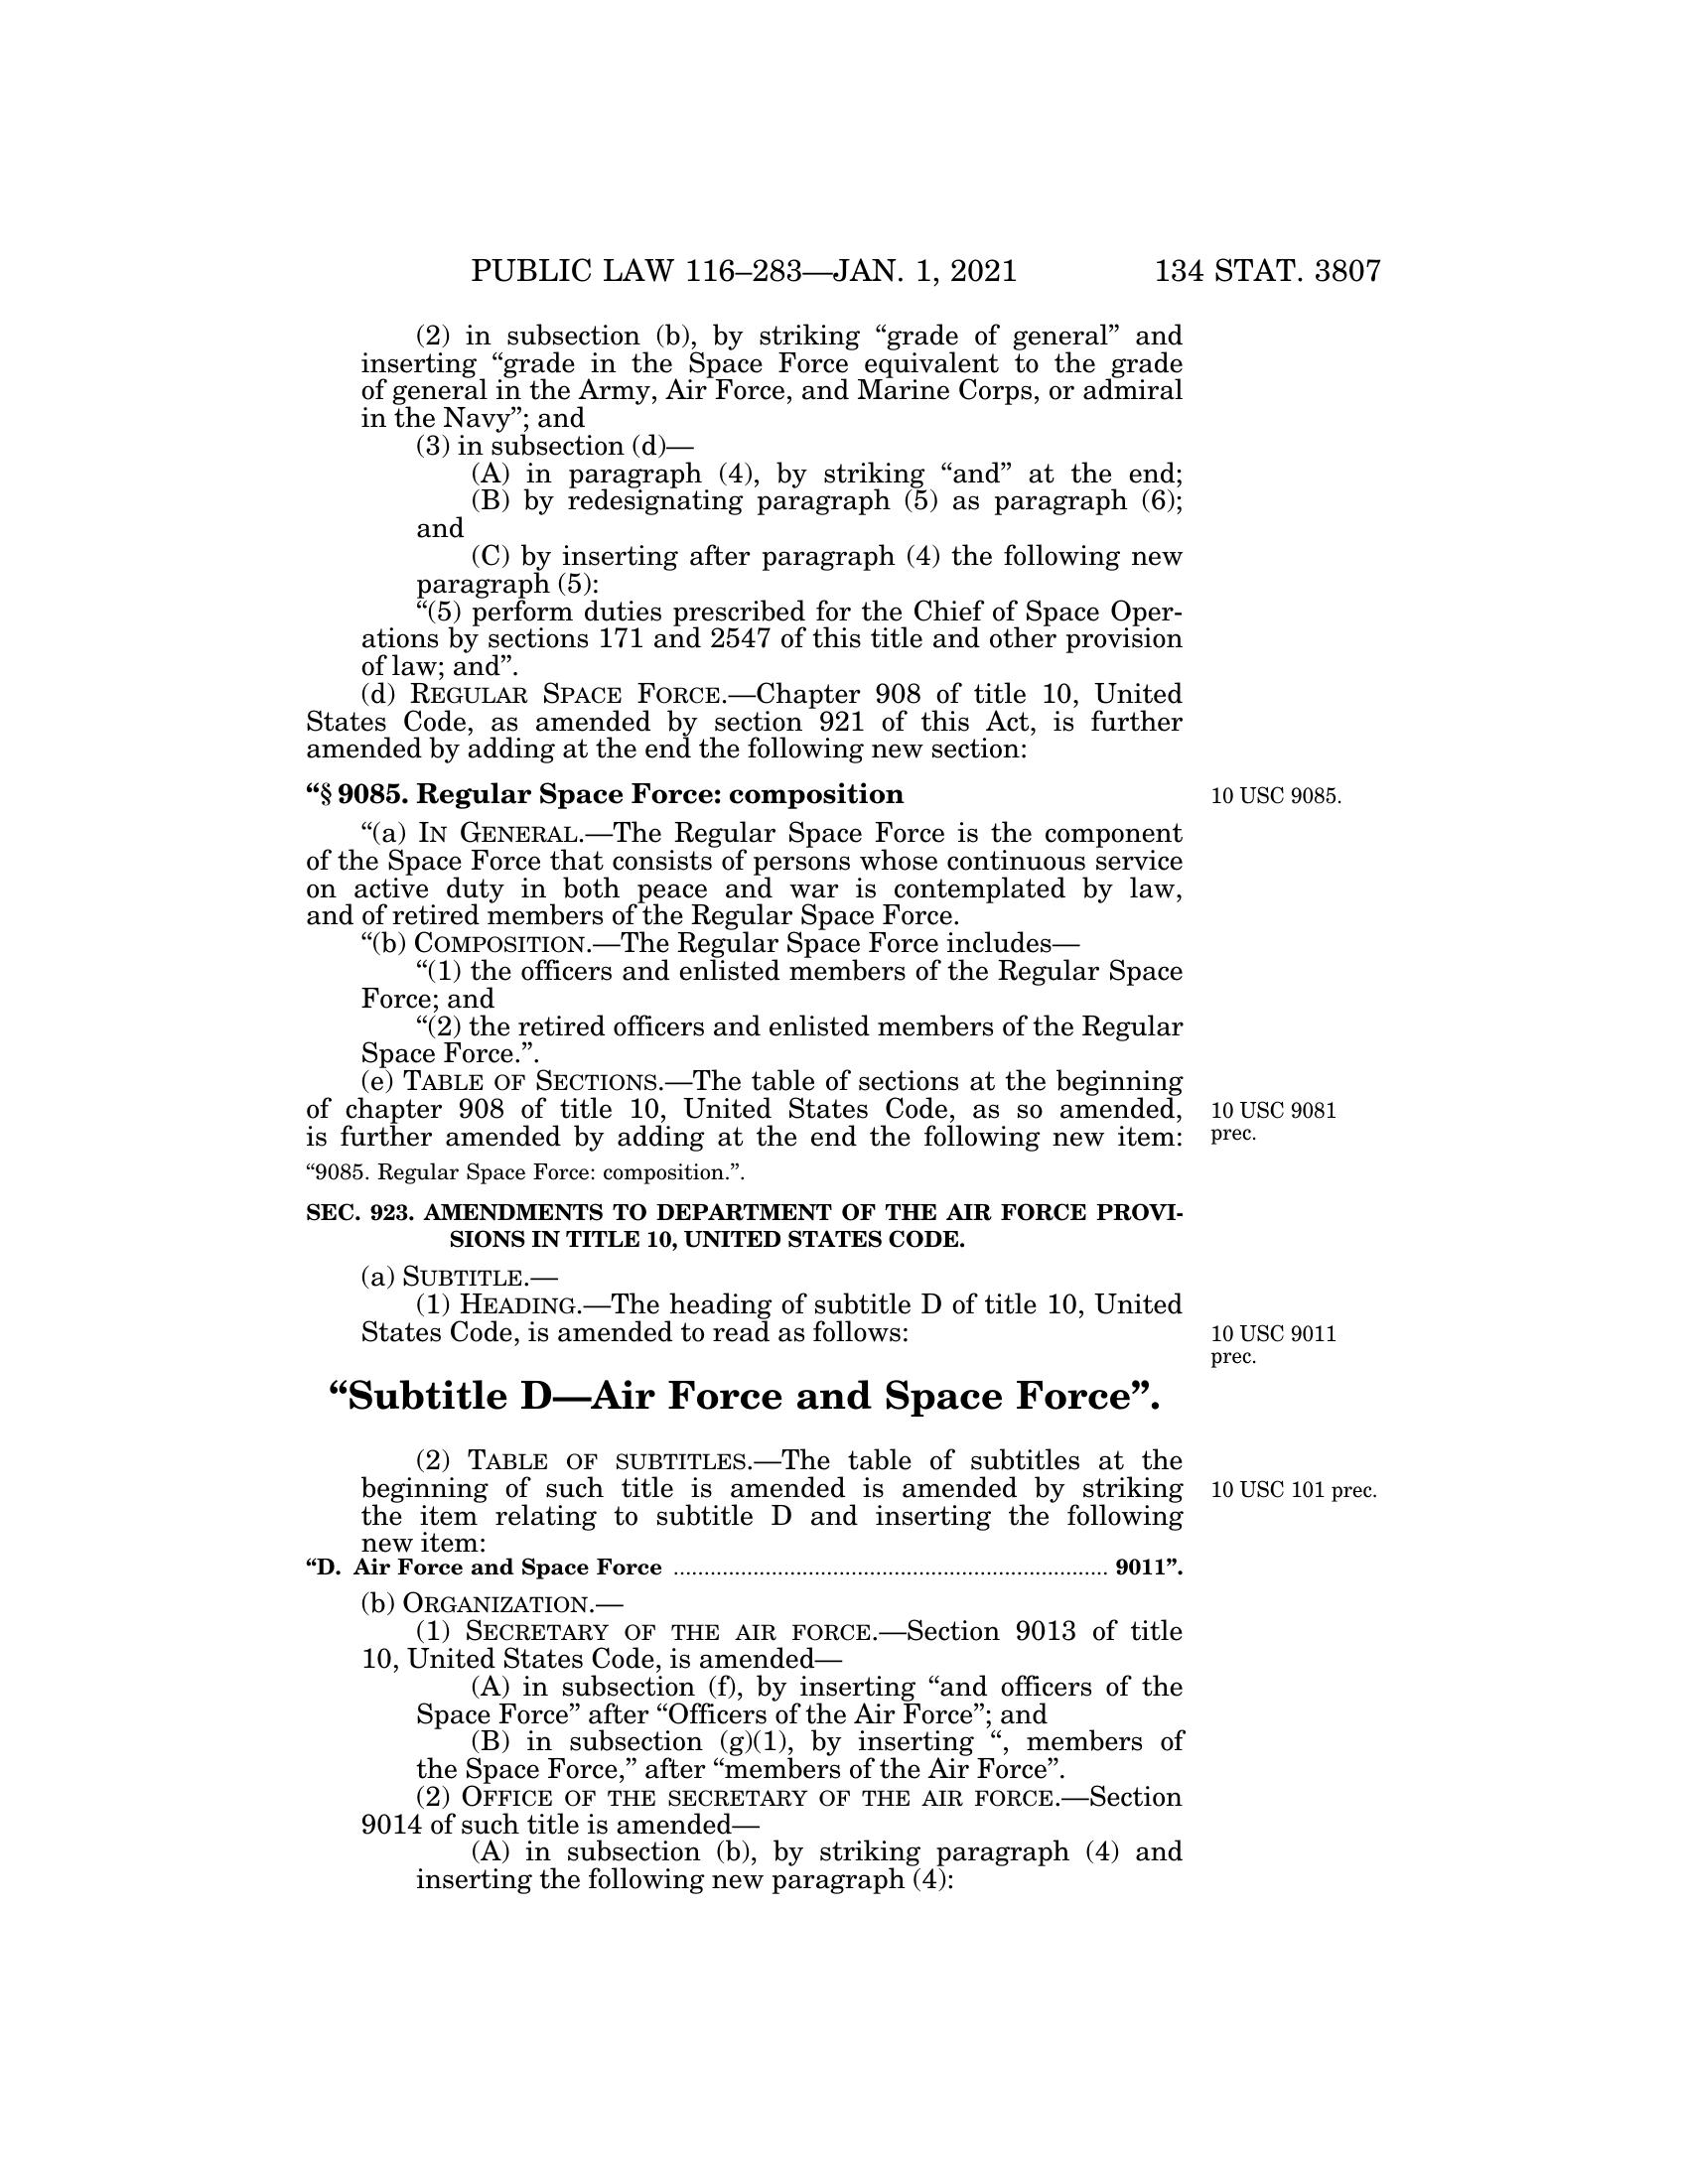 PUBLIC LAW 116–283—JAN. 1, 2021 134 STAT. 3807
(2) in subsection (b), by striking “grade of general” and
inserting “grade in the Space Force equivalent to the grade
of general in the Army, Air Force, and Marine Corps, or admiral
in the Navy”; and
(3) in subsection (d)—
(A) in paragraph (4), by striking “and” at the end;
(B) by redesignating paragraph (5) as paragraph (6);
and
(C) by inserting after paragraph (4) the following new
paragraph (5):
“(5) perform duties prescribed for the Chief of Space Oper-
ations by sections 171 and 2547 of this title and other provision
of law; and”.
(d) REGULAR SPACE FORCE.—Chapter 908 of title 10, United
States Code, as amended by section 921 of this Act, is further
amended by adding at the end the following new section:
“§ 9085. Regular Space Force: composition
10 USC 9085.
“(a) IN GENERAL.—The Regular Space Force is the component
of the Space Force that consists of persons whose continuous service
on active duty in both peace and war is contemplated by law,
and of retired members of the Regular Space Force.
“(b) COMPOSITION.—The Regular Space Force includes—
“(1) the officers and enlisted members of the Regular Space
Force; and
“(2) the retired officers and enlisted members of the Regular
Space Force.”.
(e) TABLE OF SECTIONS.—The table of sections at the beginning
of chapter 908 of title 10, United States Code, as so amended,
is further amended by adding at the end the following new item:
10 USC 9081
prec.
“9085. Regular Space Force: composition.”.
SEC. 923. AMENDMENTS TO DEPARTMENT OF THE AIR FORCE PROVI-
SIONS IN TITLE 10, UNITED STATES CODE.
(a) SUBTITLE.—
(1) HEADING.—The heading of subtitle D of title 10, United
States Code, is amended to read as follows:
10 USC 9011
prec.
“Subtitle D—Air Force and Space Force”.
(2) TABLE OF SUBTITLES.—The table of subtitles at the
beginning of such title is amended is amended by striking
the item relating to subtitle D and inserting the following
new item:
10 USC 101 prec.
“D. Air Force and Space Force ........................................................................ 9011”.
(b) ORGANIZATION.—
(1) SECRETARY OF THE AIR FORCE.—Section 9013 of title
10, United States Code, is amended—
(A) in subsection (f), by inserting “and officers of the
Space Force” after “Officers of the Air Force”; and
(B) in subsection (g)(1), by inserting “, members of
the Space Force,” after “members of the Air Force”.
(2) OFFICE OF THE SECRETARY OF THE AIR FORCE.—Section
9014 of such title is amended—
(A) in subsection (b), by striking paragraph (4) and
inserting the following new paragraph (4):